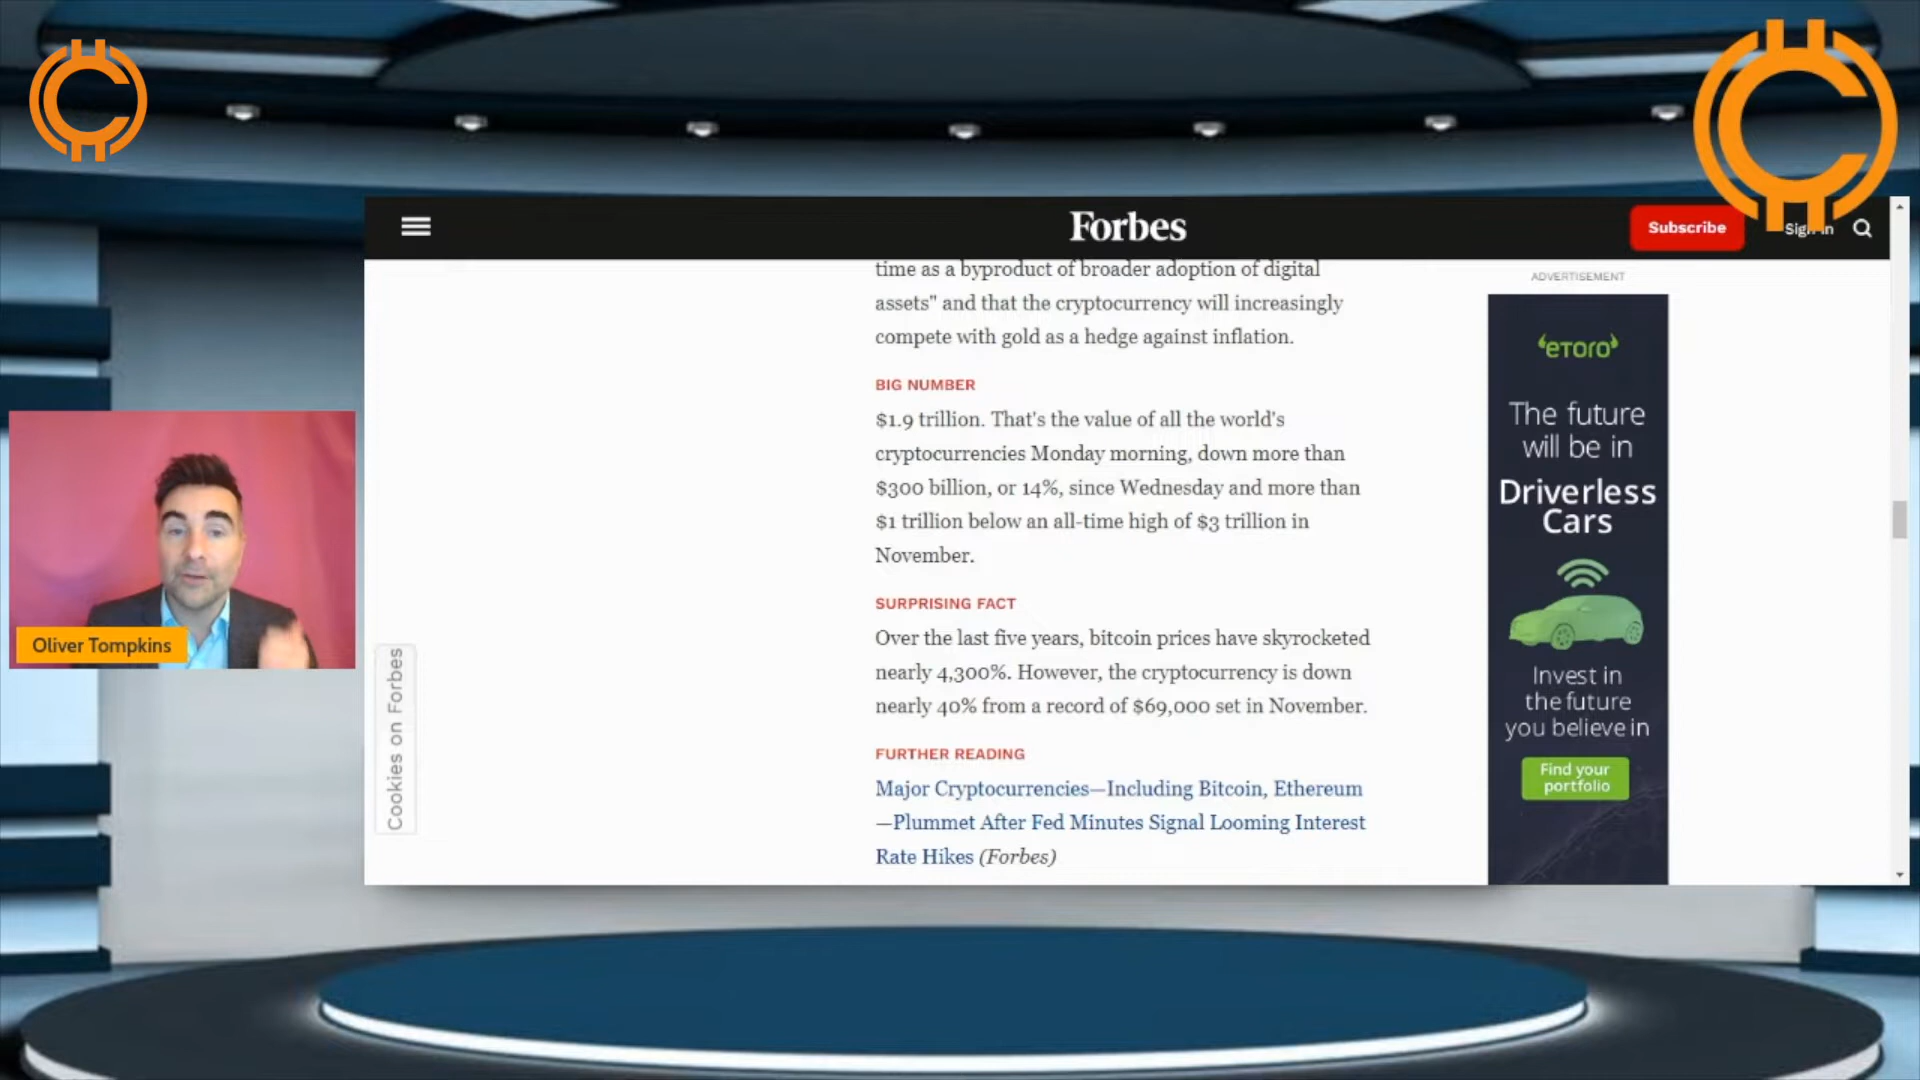 Forbes
Subscribe
Sign In
time as a byproduct of broader adoption of digital
assets" and that the cryptocurrency will increasingly
compete with gold as a hedge against inflation.
BIG NUMBER
$1.9 trillion. That's the value of all the world's
cryptocurrencies Monday morning, down more than
$300 billion, or 14%, since Wednesday and more than
$1 trillion below an all-time high of $3 trillion in
November.
SURPRISING FACT
Over the last five years, bitcoin prices have skyrocketed
nearly 4,300%. However, the cryptocurrency is down
nearly 40% from a record of $69,000 set in November.
FURTHER READING
Major Cryptocurrencies—Including Bitcoin, Ethereum
—Plummet After Fed Minutes Signal Looming Interest
Rate Hikes (Forbes)
ADVERTISEMENT
eToro
The future
will be in
Driverless
Cars
Invest in
the future
you believe in
Find your
portfolio
Oliver Tompkins
Cookies on Forbes